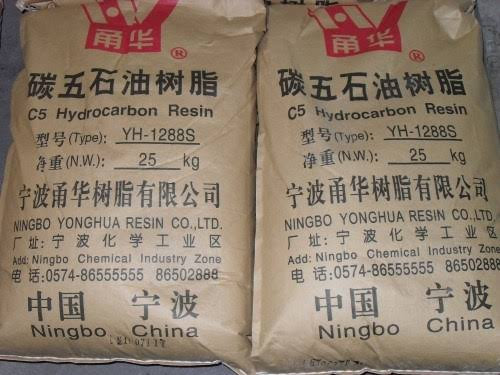 甬华
®
碳五石油树脂
C5 Hydrocarbon Resin
型号(Type): YH-1288S
净重(N.W.): 25 kg
宁波甬华树脂有限公司
NINGBO YONGHUA RESIN CO.,LTD.
厂址: 宁波化学工业区
Add: Ningbo Chemical Industry Zone
电话: 0574-86555555 86502888
中国 宁波
Ningbo China
甬华
®
碳五石油树脂
C5 Hydrocarbon Resin
型号(Type): YH-1288S
净重(N.W.): 25 kg
宁波甬华树脂有限公司
NINGBO YONGHUA RESIN CO.,LTD.
厂址: 宁波化学工业区
Add: Ningbo Chemical Industry Zone
电话: 0574-86555555 86502888
中国 宁波
Ningbo China